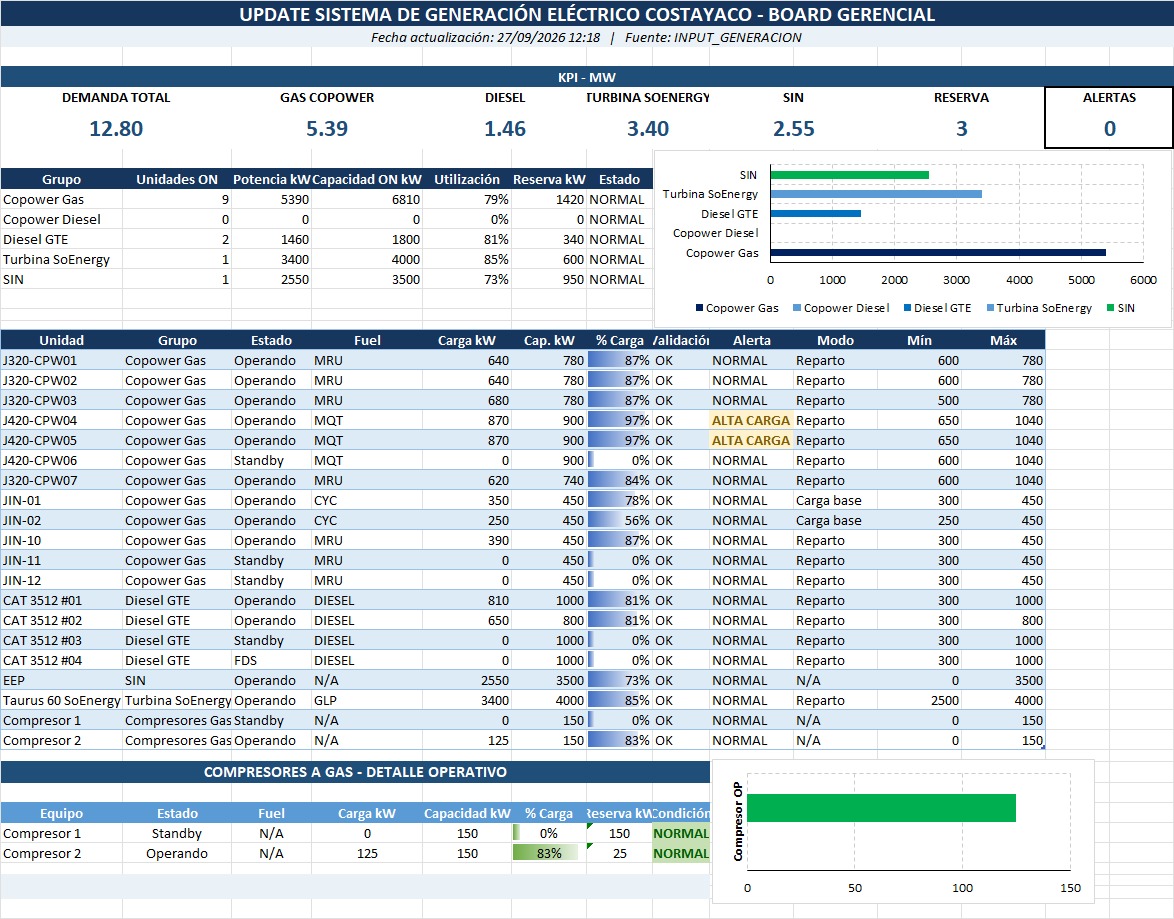 UPDATE SISTEMA DE GENERACIÓN ELÉCTRICO COSTAYACO - BOARD GERENCIAL
Fecha actualización: 27/09/2026 12:18 | Fuente: INPUT_GENERACION
KPI - MW
DEMANDA TOTAL GAS COPOWER DIESEL TURBINA SOENERGY SIN RESERVA ALERTAS
12.80 5.39 1.46 3.40 2.55 3 0
Grupo Unidades ON Potencia kW Capacidad ON kW Utilización Reserva kW Estado
Copower Gas 9 5390 6810 79% 1420 NORMAL
Copower Diesel 0 0 0 0% 0 NORMAL
Diesel GTE 2 1460 1800 81% 340 NORMAL
Turbina SoEnergy 1 3400 4000 85% 600 NORMAL
SIN 1 2550 3500 73% 950 NORMAL
SIN
Turbina SoEnergy
Diesel GTE
Copower Diesel
Copower Gas
0 1000 2000 3000 4000 5000 6000
Copower Gas Copower Diesel Diesel GTE Turbina SoEnergy SIN
Unidad Grupo Estado Fuel Carga kW Cap. kW % Carga Validación Alerta Modo Mín Máx
J320-CPW01 Copower Gas Operando MRU 640 780 87% OK NORMAL Reparto 600 780
J320-CPW02 Copower Gas Operando MRU 640 780 87% OK NORMAL Reparto 600 780
J320-CPW03 Copower Gas Operando MRU 680 780 87% OK NORMAL Reparto 500 780
J420-CPW04 Copower Gas Operando MQT 870 900 97% OK ALTA CARGA Reparto 650 1040
J420-CPW05 Copower Gas Operando MQT 870 900 97% OK ALTA CARGA Reparto 650 1040
J420-CPW06 Copower Gas Standby MQT 0 900 0% OK NORMAL Reparto 600 1040
J320-CPW07 Copower Gas Operando MRU 620 740 84% OK NORMAL Reparto 600 1040
JIN-01 Copower Gas Operando CYC 350 450 78% OK NORMAL Carga base 300 450
JIN-02 Copower Gas Operando CYC 250 450 56% OK NORMAL Carga base 250 450
JIN-10 Copower Gas Operando MRU 390 450 87% OK NORMAL Reparto 300 450
JIN-11 Copower Gas Standby MRU 0 450 0% OK NORMAL Reparto 300 450
JIN-12 Copower Gas Standby MRU 0 450 0% OK NORMAL Reparto 300 450
CAT 3512 #01 Diesel GTE Operando DIESEL 810 1000 81% OK NORMAL Reparto 300 1000
CAT 3512 #02 Diesel GTE Operando DIESEL 650 800 81% OK NORMAL Reparto 300 800
CAT 3512 #03 Diesel GTE Standby DIESEL 0 1000 0% OK NORMAL Reparto 300 1000
CAT 3512 #04 Diesel GTE FDS DIESEL 0 1000 0% OK NORMAL Reparto 300 1000
EEP SIN Operando N/A 2550 3500 73% OK NORMAL N/A 0 3500
Taurus 60 SoEnergy Turbina SoEnergy Operando GLP 3400 4000 85% OK NORMAL Reparto 2500 4000
Compresor 1 Compresores Gas Standby N/A 0 150 0% OK NORMAL N/A 0 150
Compresor 2 Compresores Gas Operando N/A 125 150 83% OK NORMAL N/A 0 150
COMPRESORES A GAS - DETALLE OPERATIVO
Equipo Estado Fuel Carga kW Capacidad kW % Carga Reserva kW Condición
Compresor 1 Standby N/A 0 150 0% 150 NORMAL
Compresor 2 Operando N/A 125 150 83% 25 NORMAL
Compresor OP
0 50 100 150